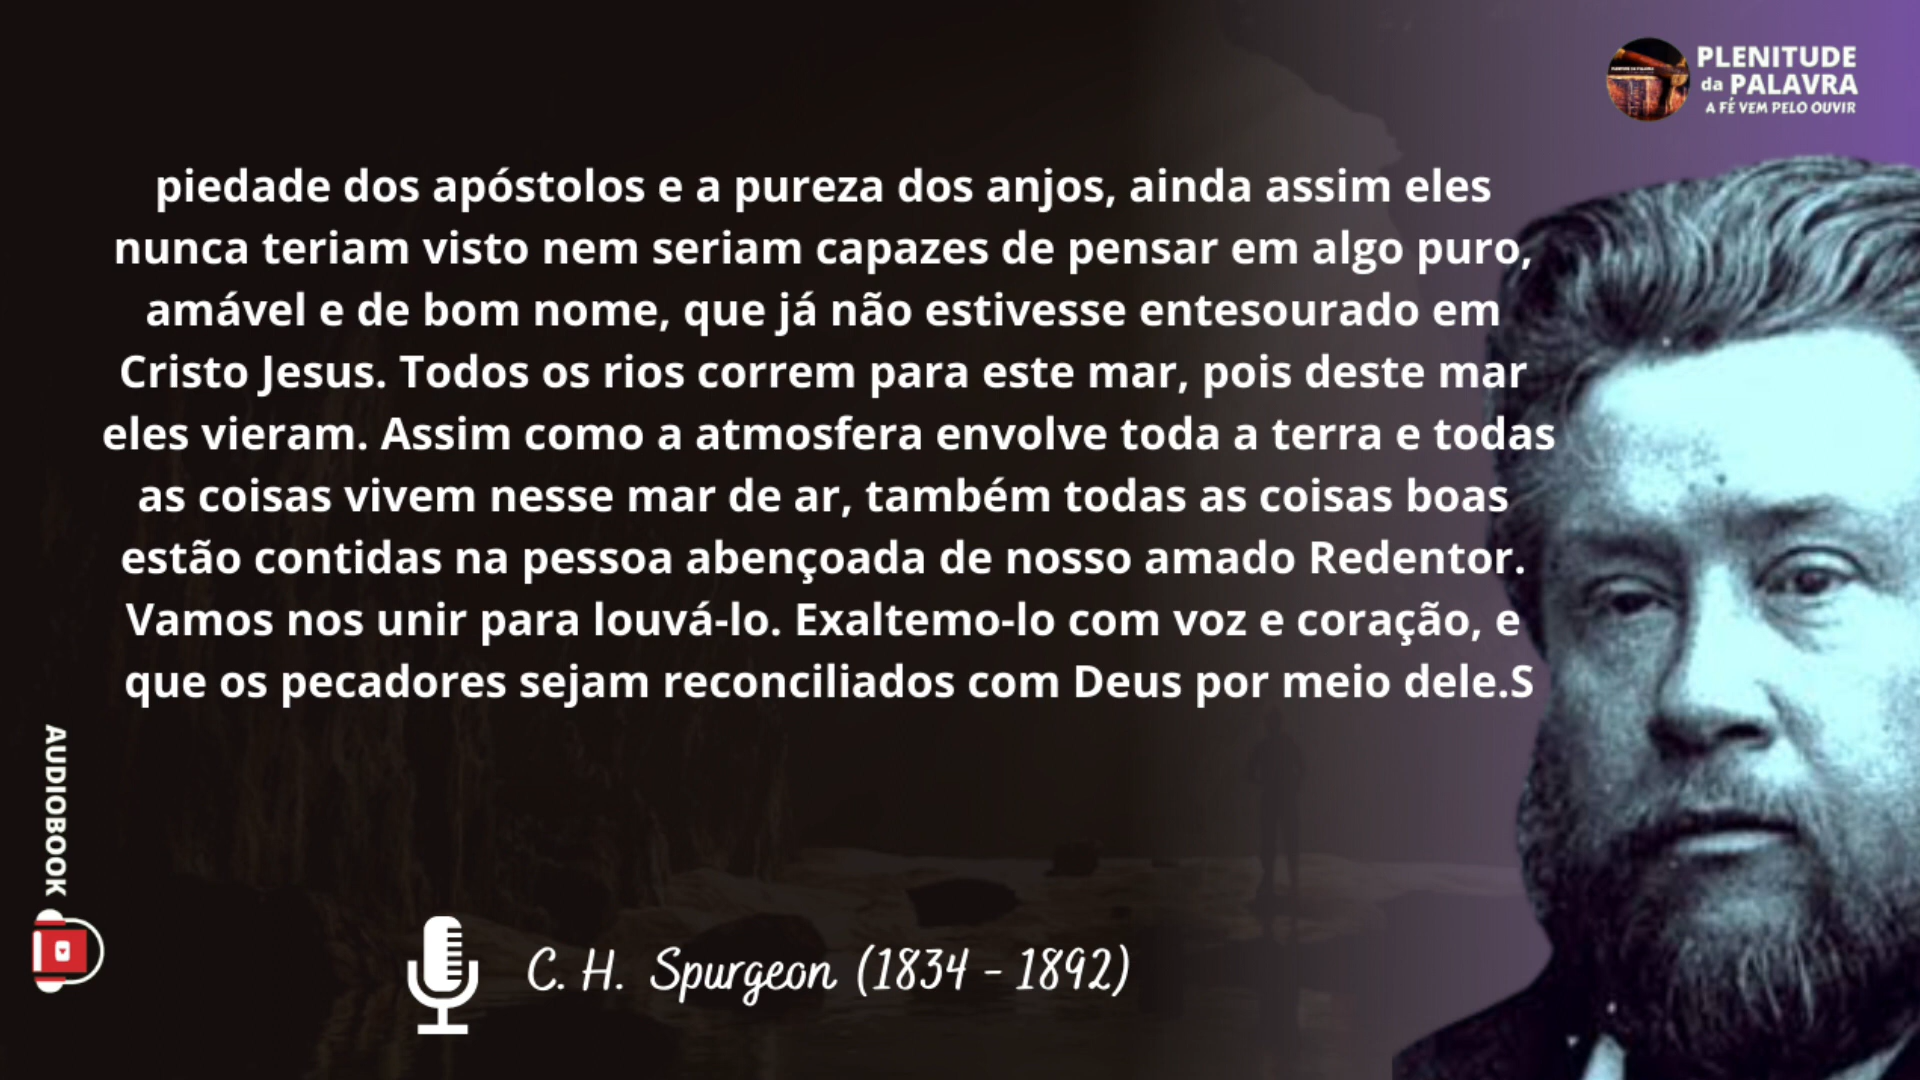 PLENITUDE
da PALAVRA
A FÉ VEM PELO OUVIR
piedade dos apóstolos e a pureza dos anjos, ainda assim eles
nunca teriam visto nem seriam capazes de pensar em algo puro,
amável e de bom nome, que já não estivesse entesourado em
Cristo Jesus. Todos os rios correm para este mar, pois deste mar
eles vieram. Assim como a atmosfera envolve toda a terra e todas
as coisas vivem nesse mar de ar, também todas as coisas boas
estão contidas na pessoa abençoada de nosso amado Redentor.
Vamos nos unir para louvá-lo. Exaltemo-lo com voz e coração, e
que os pecadores sejam reconciliados com Deus por meio dele.S
AUDIOBOOK
C. H. Spurgeon (1834 - 1892)